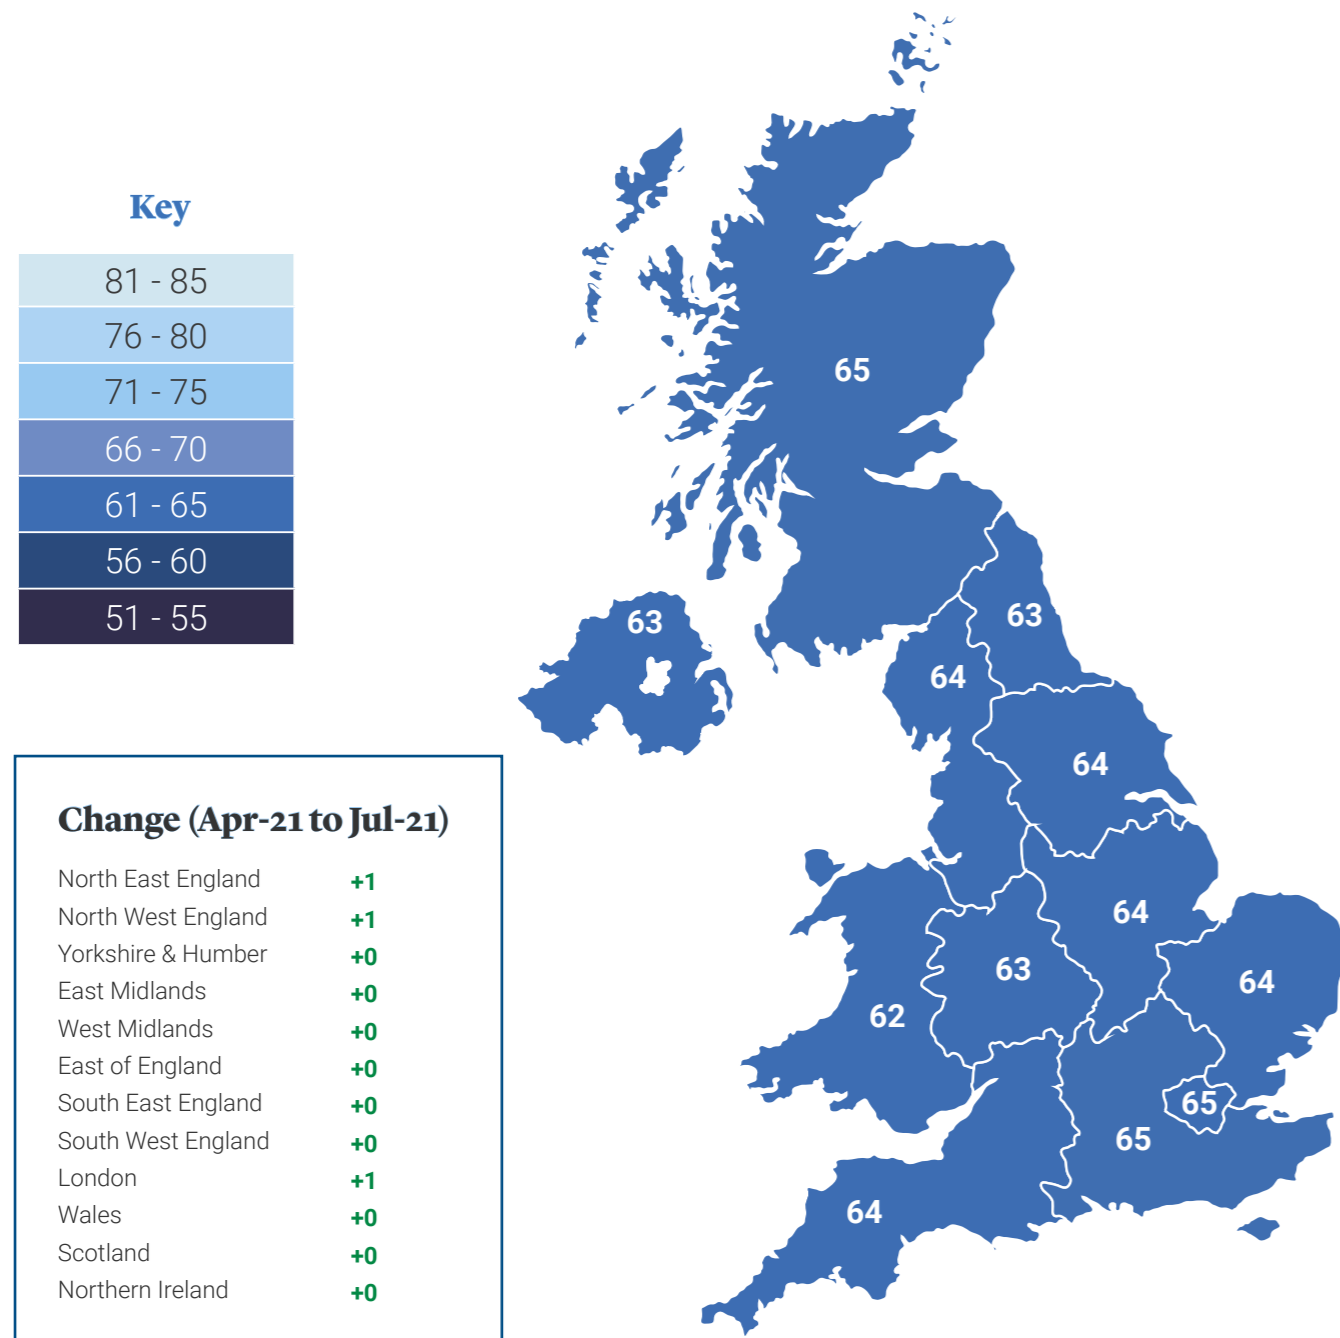 Key
81 - 85
76 - 80
71 - 75
66 - 70
61 - 65
56 - 60
51 - 55
65
63
63
64
64
64
63
64
62
65
65
64
Change (Apr-21 to Jul-21)
North East England +1
North West England +1
Yorkshire & Humber +0
East Midlands +0
West Midlands +0
East of England +0
South East England +0
South West England +0
London +1
Wales +0
Scotland +0
Northern Ireland +0